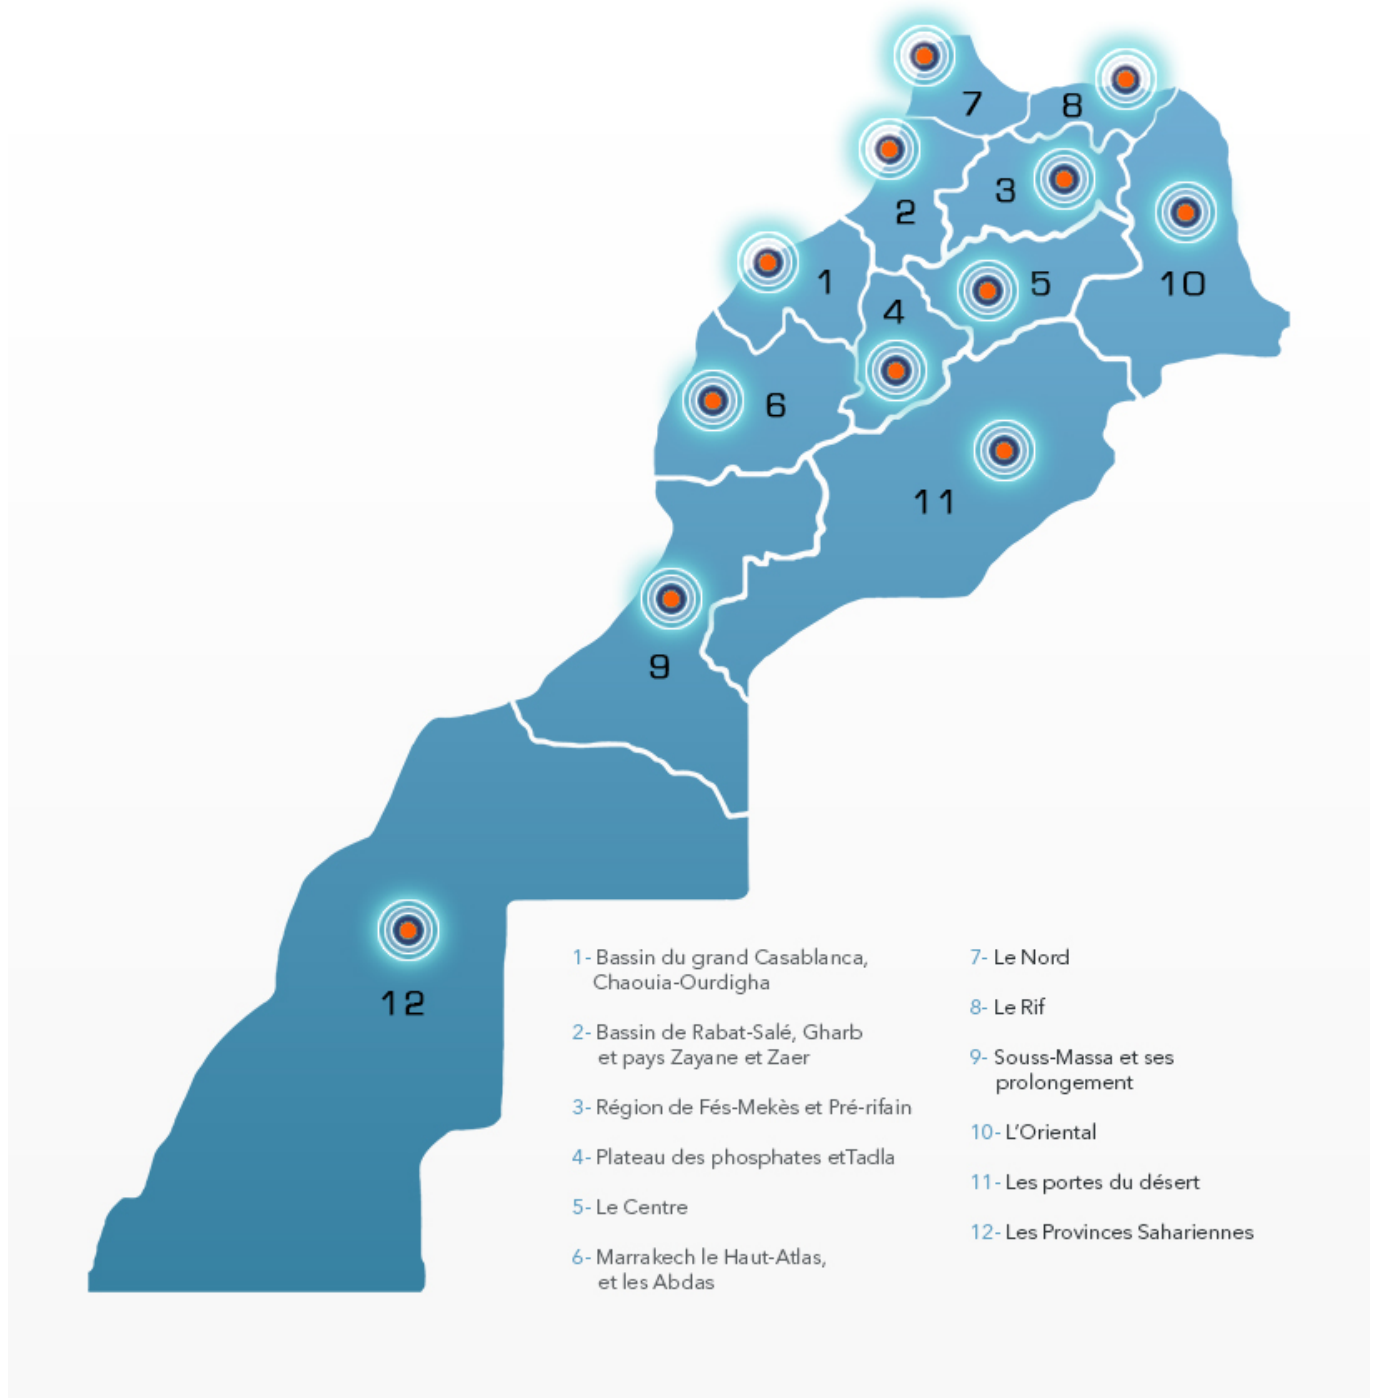 7
8
3
2
10
1
5
4
6
11
9
12
1- Bassin du grand Casablanca,
Chaouia-Ourdigha
2- Bassin de Rabat-Salé, Gharb
et pays Zayane et Zaer
3- Région de Fés-Mekès et Pré-rifain
4- Plateau des phosphates etTadla
5- Le Centre
6- Marrakech le Haut-Atlas,
et les Abdas
7- Le Nord
8- Le Rif
9- Souss-Massa et ses
prolongement
10- L'Oriental
11- Les portes du désert
12- Les Provinces Sahariennes